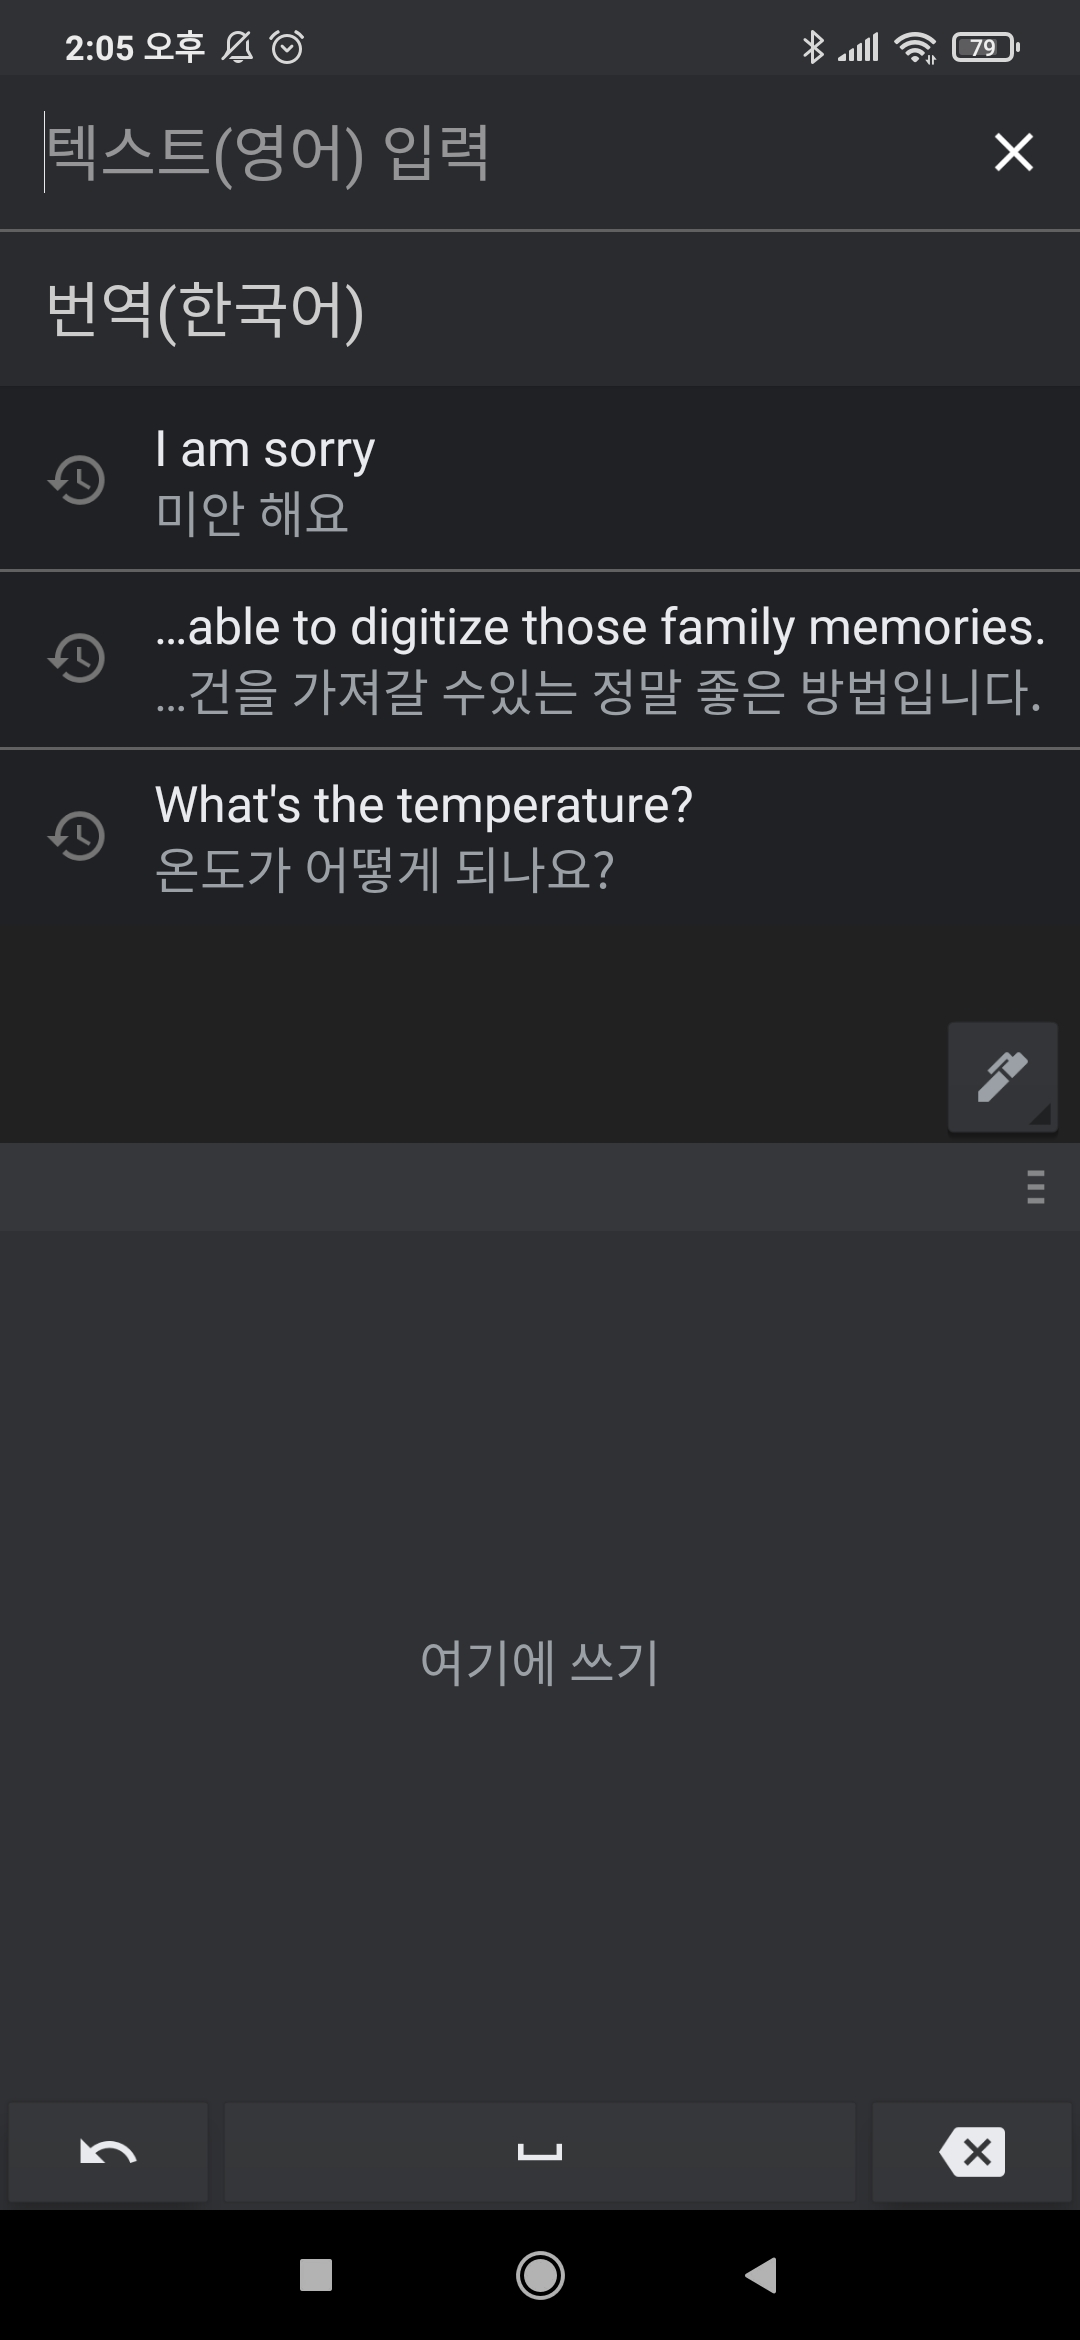 2:05 오후
79
텍스트(영어) 입력
번역(한국어)
I am sorry
미안 해요
...able to digitize those family memories.
...건을 가져갈 수있는 정말 좋은 방법입니다.
What's the temperature?
온도가 어떻게 되나요?
여기에 쓰기